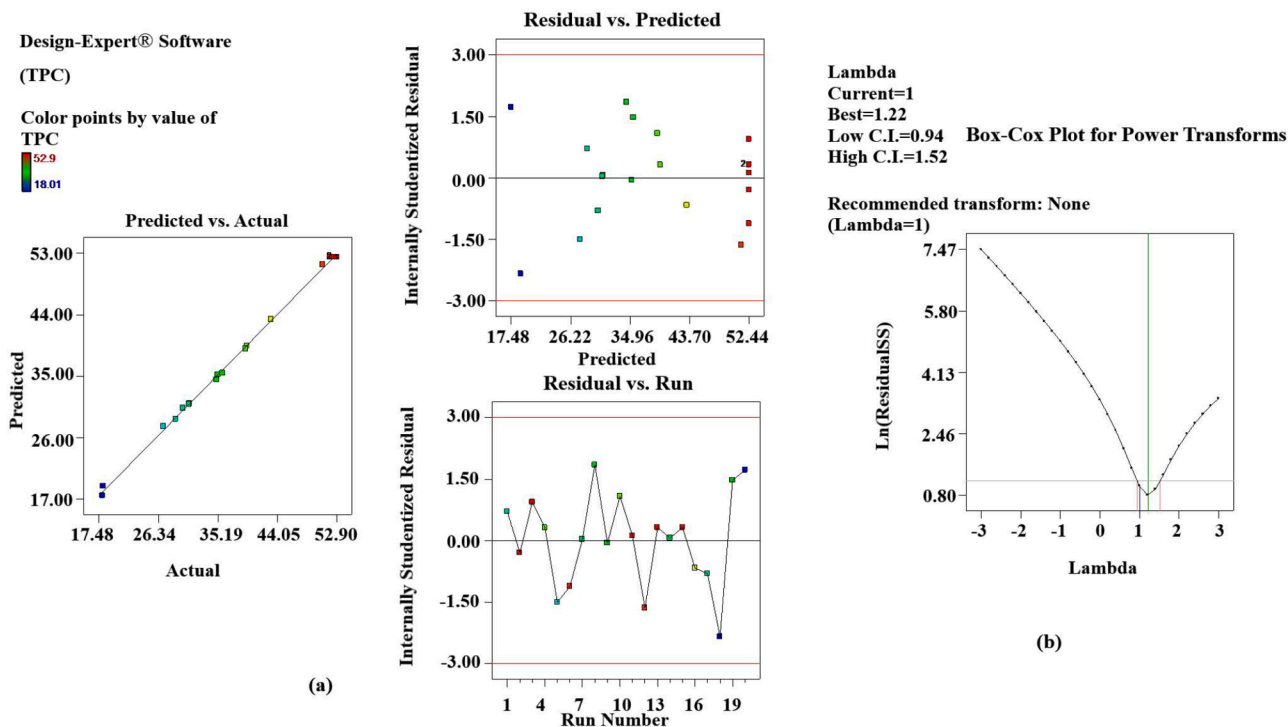 Design-Expert® Software
(TPC)
Color points by value of
TPC
52.9
18.01
Predicted vs. Actual
53.00
44.00
35.00
26.00
17.00
Predicted
17.48 26.34 35.19 44.05 52.90
Actual
Residual vs. Predicted
3.00
1.50
0.00
-1.50
-3.00
Internally Studentized Residual
2
17.48 26.22 34.96 43.70 52.44
Predicted
Residual vs. Run
3.00
1.50
0.00
-1.50
-3.00
Internally Studentized Residual
1 4 7 10 13 16 19
Run Number
(a)
Lambda
Current=1
Best=1.22
Low C.I.=0.94
High C.I.=1.52
Box-Cox Plot for Power Transforms
Recommended transform: None
(Lambda=1)
7.47
5.80
4.13
2.46
0.80
Ln(ResidualSS)
-3 -2 -1 0 1 2 3
Lambda
(b)